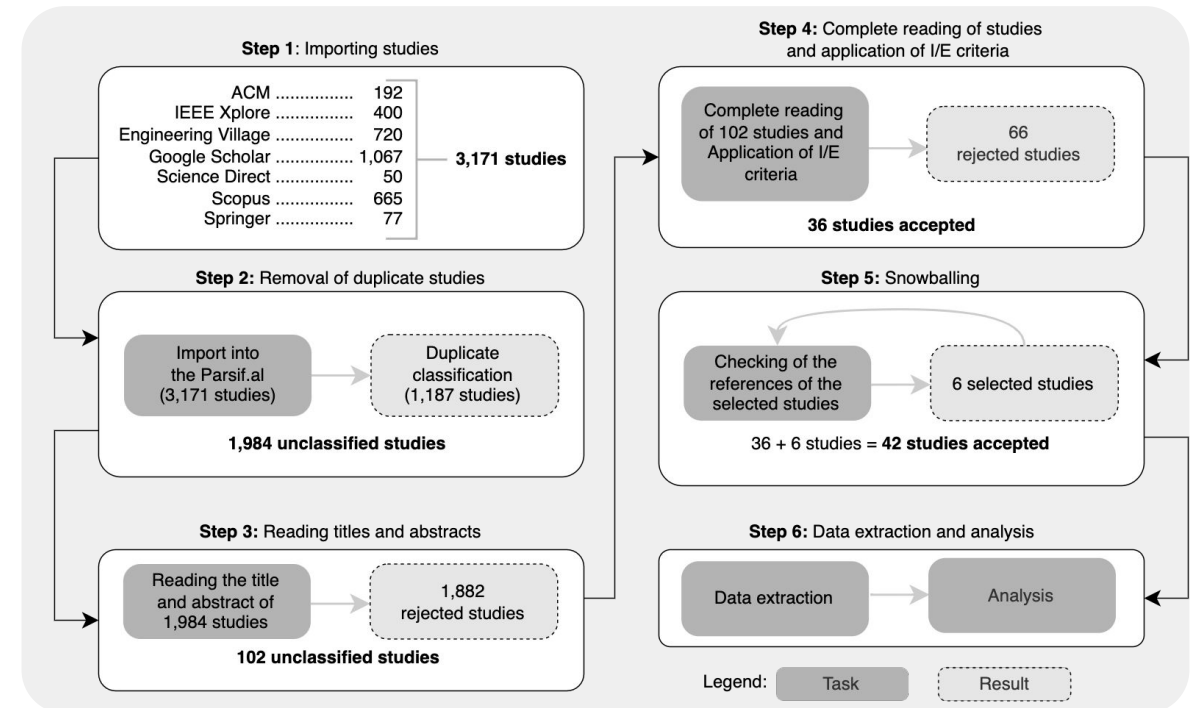 Step 1: Importing studies
ACM ................ 192
IEEE Xplore ................ 400
Engineering Village ................ 720
Google Scholar ................ 1,067
Science Direct ................ 50
Scopus ................ 665
Springer ................ 77
3,171 studies
Step 2: Removal of duplicate studies
Import into
the Parsif.al
(3,171 studies)
Duplicate
classification
(1,187 studies)
1,984 unclassified studies
Step 3: Reading titles and abstracts
Reading the title
and abstract of
1,984 studies
1,882
rejected studies
102 unclassified studies
Step 4: Complete reading of studies
and application of I/E criteria
Complete reading
of 102 studies and
Application of I/E
criteria
66
rejected studies
36 studies accepted
Step 5: Snowballing
Checking of the
references of the
selected studies
6 selected studies
36 + 6 studies = 42 studies accepted
Step 6: Data extraction and analysis
Data extraction
Analysis
Legend:
Task
Result